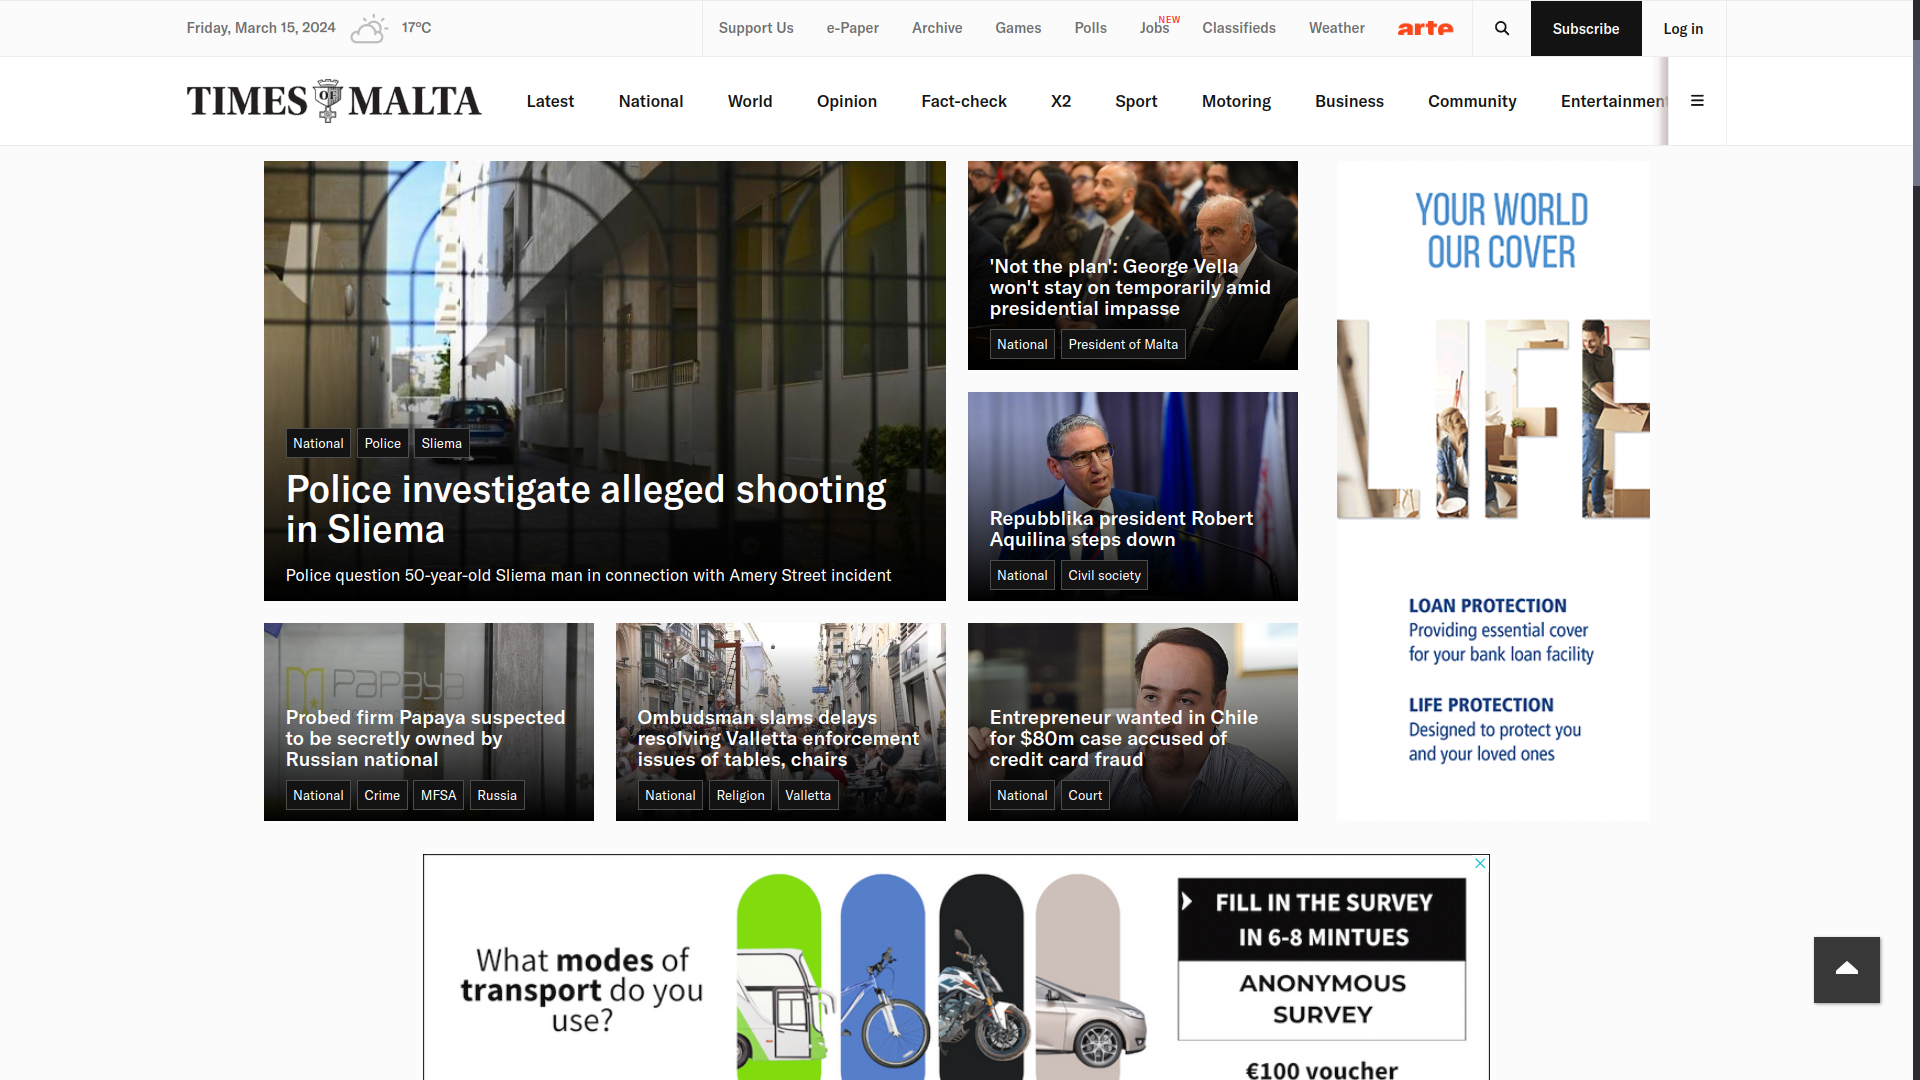 Friday, March 15, 2024
17°C
Support Us
e-Paper
Archive
Games
Polls
Jobs
NEW
Classifieds
Weather
arte
Subscribe
Log in
TIMES OF MALTA
Latest
National
World
Opinion
Fact-check
X2
Sport
Motoring
Business
Community
Entertainment
National
Police
Sliema
Police investigate alleged shooting
in Sliema
Police question 50-year-old Sliema man in connection with Amery Street incident
'Not the plan': George Vella
won't stay on temporarily amid
presidential impasse
National
President of Malta
Repubblika president Robert
Aquilina steps down
National
Civil society
PAPAYA
Probed firm Papaya suspected
to be secretly owned by
Russian national
National
Crime
MFSA
Russia
Ombudsman slams delays
resolving Valletta enforcement
issues of tables, chairs
National
Religion
Valletta
Entrepreneur wanted in Chile
for $80m case accused of
credit card fraud
National
Court
YOUR WORLD
OUR COVER
LIFE
LOAN PROTECTION
Providing essential cover
for your bank loan facility
LIFE PROTECTION
Designed to protect you
and your loved ones
What modes of
transport do you
use?
FILL IN THE SURVEY
IN 6-8 MINTUES
ANONYMOUS
SURVEY
€100 voucher